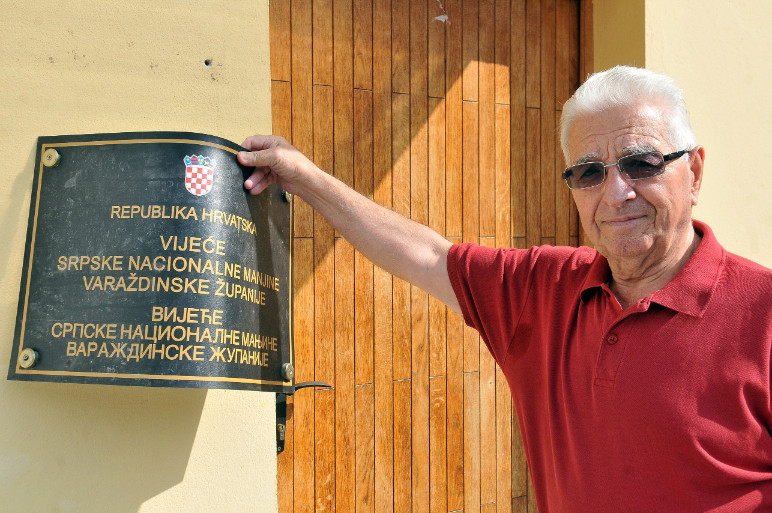 REPUBLIKA HRVATSKA
VIJEĆE
SRPSKE NACIONALNE MANJINE
VARAŽDINSKE ŽUPANIJE
ВИЈЕЋЕ
СРПСКЕ НАЦИОНАЛНЕ МАЊИНЕ
ВАРАЖДИНСКЕ ЖУПАНИЈЕ